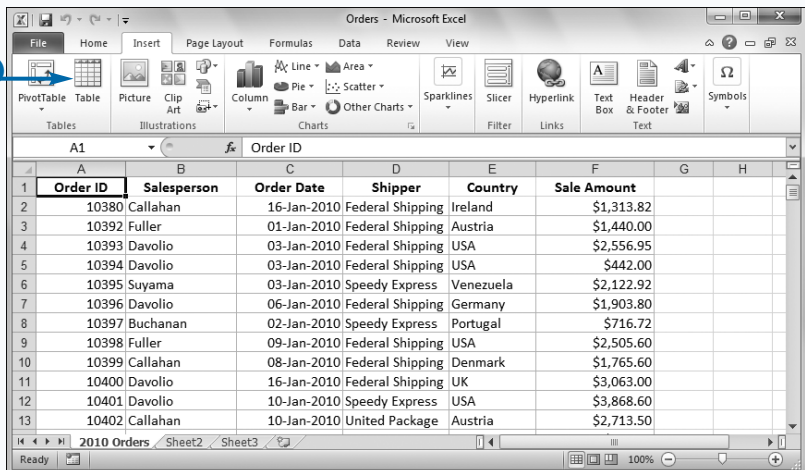 Orders - Microsoft Excel
File Home Insert Page Layout Formulas Data Review View
PivotTable Table Picture Clip Art Column Line Pie Bar Area Scatter Other Charts Sparklines Slicer Hyperlink Text Box Header & Footer Symbols
Tables Illustrations Charts Filter Links Text
A1 fx Order ID
A B C D E F G H
1 Order ID Salesperson Order Date Shipper Country Sale Amount
2 10380 Callahan 16-Jan-2010 Federal Shipping Ireland $1,313.82
3 10392 Fuller 01-Jan-2010 Federal Shipping Austria $1,440.00
4 10393 Davolio 03-Jan-2010 Federal Shipping USA $2,556.95
5 10394 Davolio 03-Jan-2010 Federal Shipping USA $442.00
6 10395 Suyama 03-Jan-2010 Speedy Express Venezuela $2,122.92
7 10396 Davolio 06-Jan-2010 Federal Shipping Germany $1,903.80
8 10397 Buchanan 02-Jan-2010 Speedy Express Portugal $716.72
9 10398 Fuller 09-Jan-2010 Federal Shipping USA $2,505.60
10 10399 Callahan 08-Jan-2010 Federal Shipping Denmark $1,765.60
11 10400 Davolio 16-Jan-2010 Federal Shipping UK $3,063.00
12 10401 Davolio 10-Jan-2010 Speedy Express USA $3,868.60
13 10402 Callahan 10-Jan-2010 United Package Austria $2,713.50
2010 Orders Sheet2 Sheet3
Ready 100%